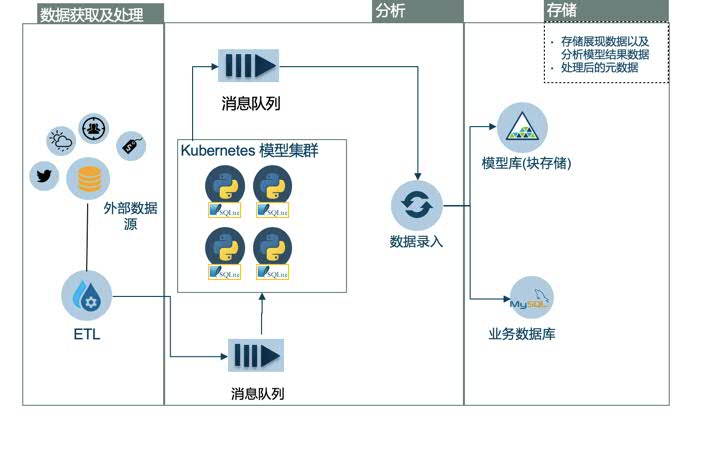 数据获取及处理
分析
存储
· 存储展现数据以及
分析模型结果数据
· 处理后的元数据
消息队列
Kubernetes 模型集群
SQLite
SQLite
SQLite
SQLite
外部数据
源
ETL
消息队列
数据录入
模型库(块存储)
MySQL
业务数据库